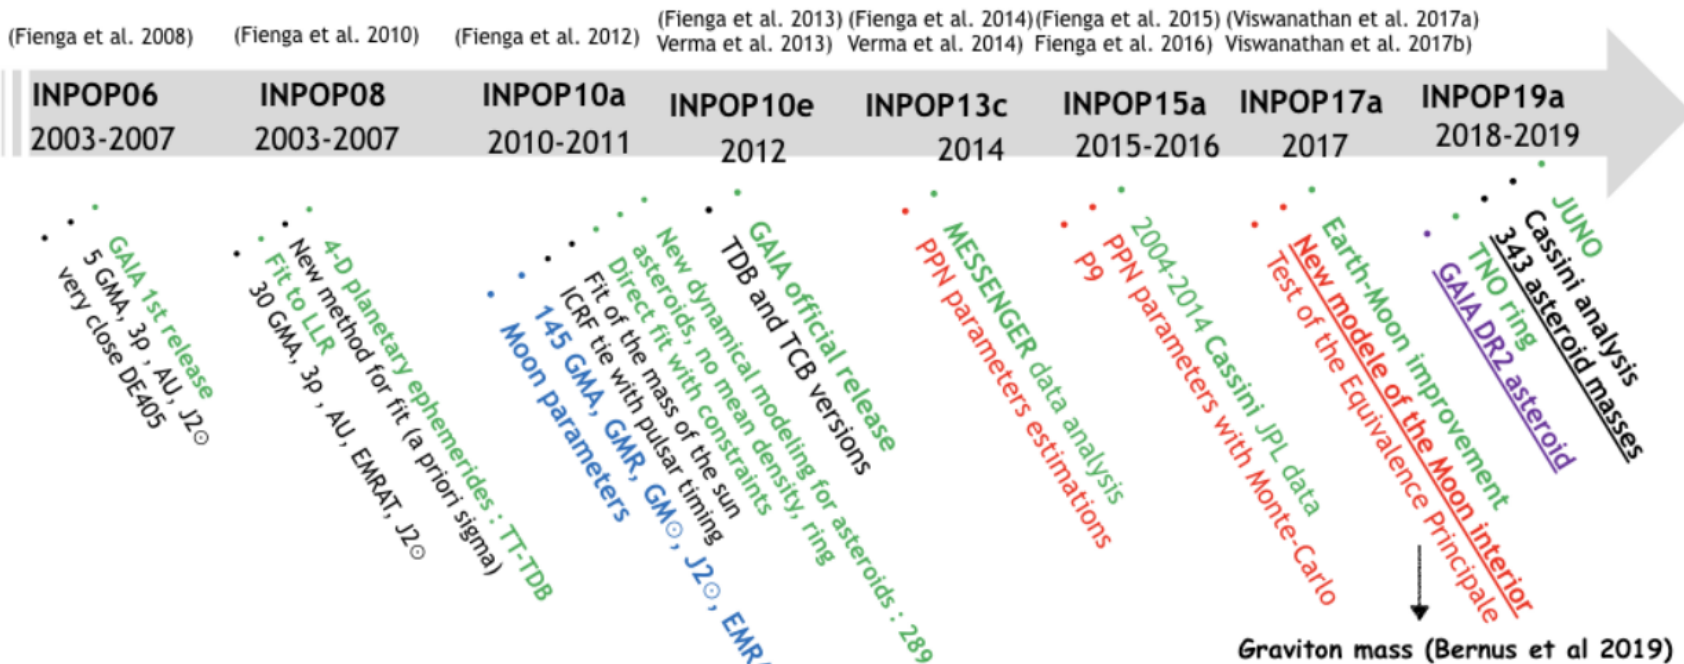 (Fienga et al. 2008)
(Fienga et al. 2010)
(Fienga et al. 2012)
(Fienga et al. 2013)
Verma et al. 2013)
(Fienga et al. 2014)
Verma et al. 2014)
(Fienga et al. 2015)
Fienga et al. 2016)
(Viswanathan et al. 2017a)
Viswanathan et al. 2017b)
INPOP06
2003-2007
INPOP08
2003-2007
INPOP10a
2010-2011
INPOP10e
2012
INPOP13c
2014
INPOP15a
2015-2016
INPOP17a
2017
INPOP19a
2018-2019
GAIA 1st release
5 GMA, 3ρ , AU, J2☉
very close DE405
4-D planetary ephemerides : TT-TDB
New method for fit (a priori sigma)
Fit to LLR
30 GMA, 3ρ , AU, EMRAT, J2☉
New dynamical modeling for asteroids : 289
asteroids, no mean density, ring
Direct fit with constraints
Fit of the mass of the sun
ICRF tie with pulsar timing
145 GMA, GMR, GM☉, J2☉, EMR
Moon parameters
GAIA official release
TDB and TCB versions
MESSENGER data analysis
PPN parameters estimations
2004-2014 Cassini JPL data
PPN parameters with Monte-Carlo
P9
Earth-Moon improvement
New modele of the Moon interior
Test of the Equivalence Principale
JUNO
Cassini analysis
343 asteroid masses
TNO ring
GAIA DR2 asteroid
Graviton mass (Bernus et al 2019)